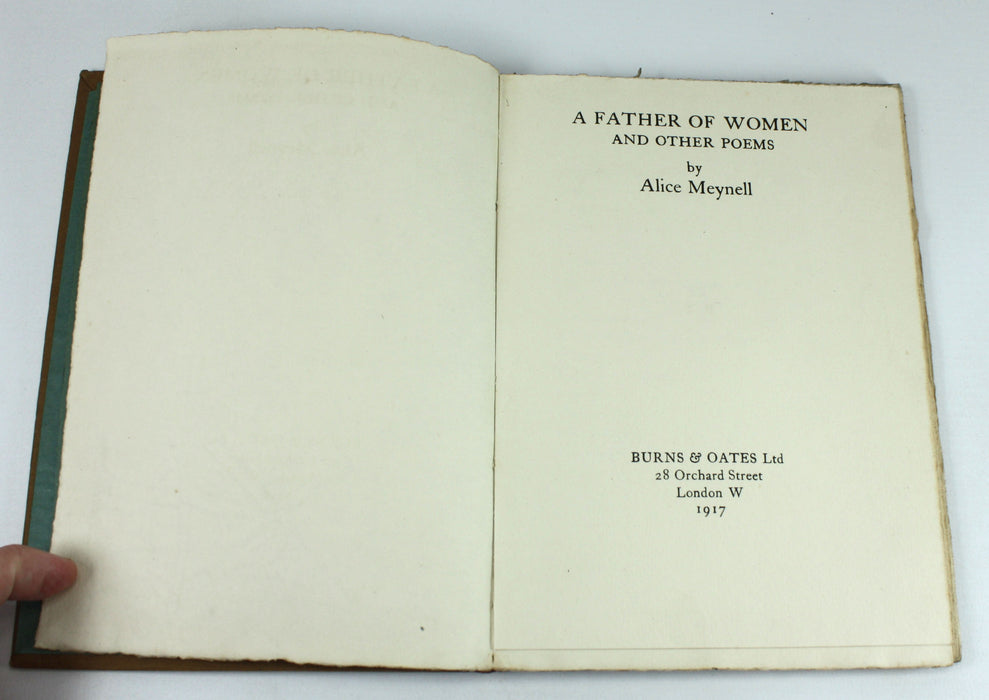 A FATHER OF WOMEN
AND OTHER POEMS
by
Alice Meynell
BURNS & OATES Ltd
28 Orchard Street
London W
1917